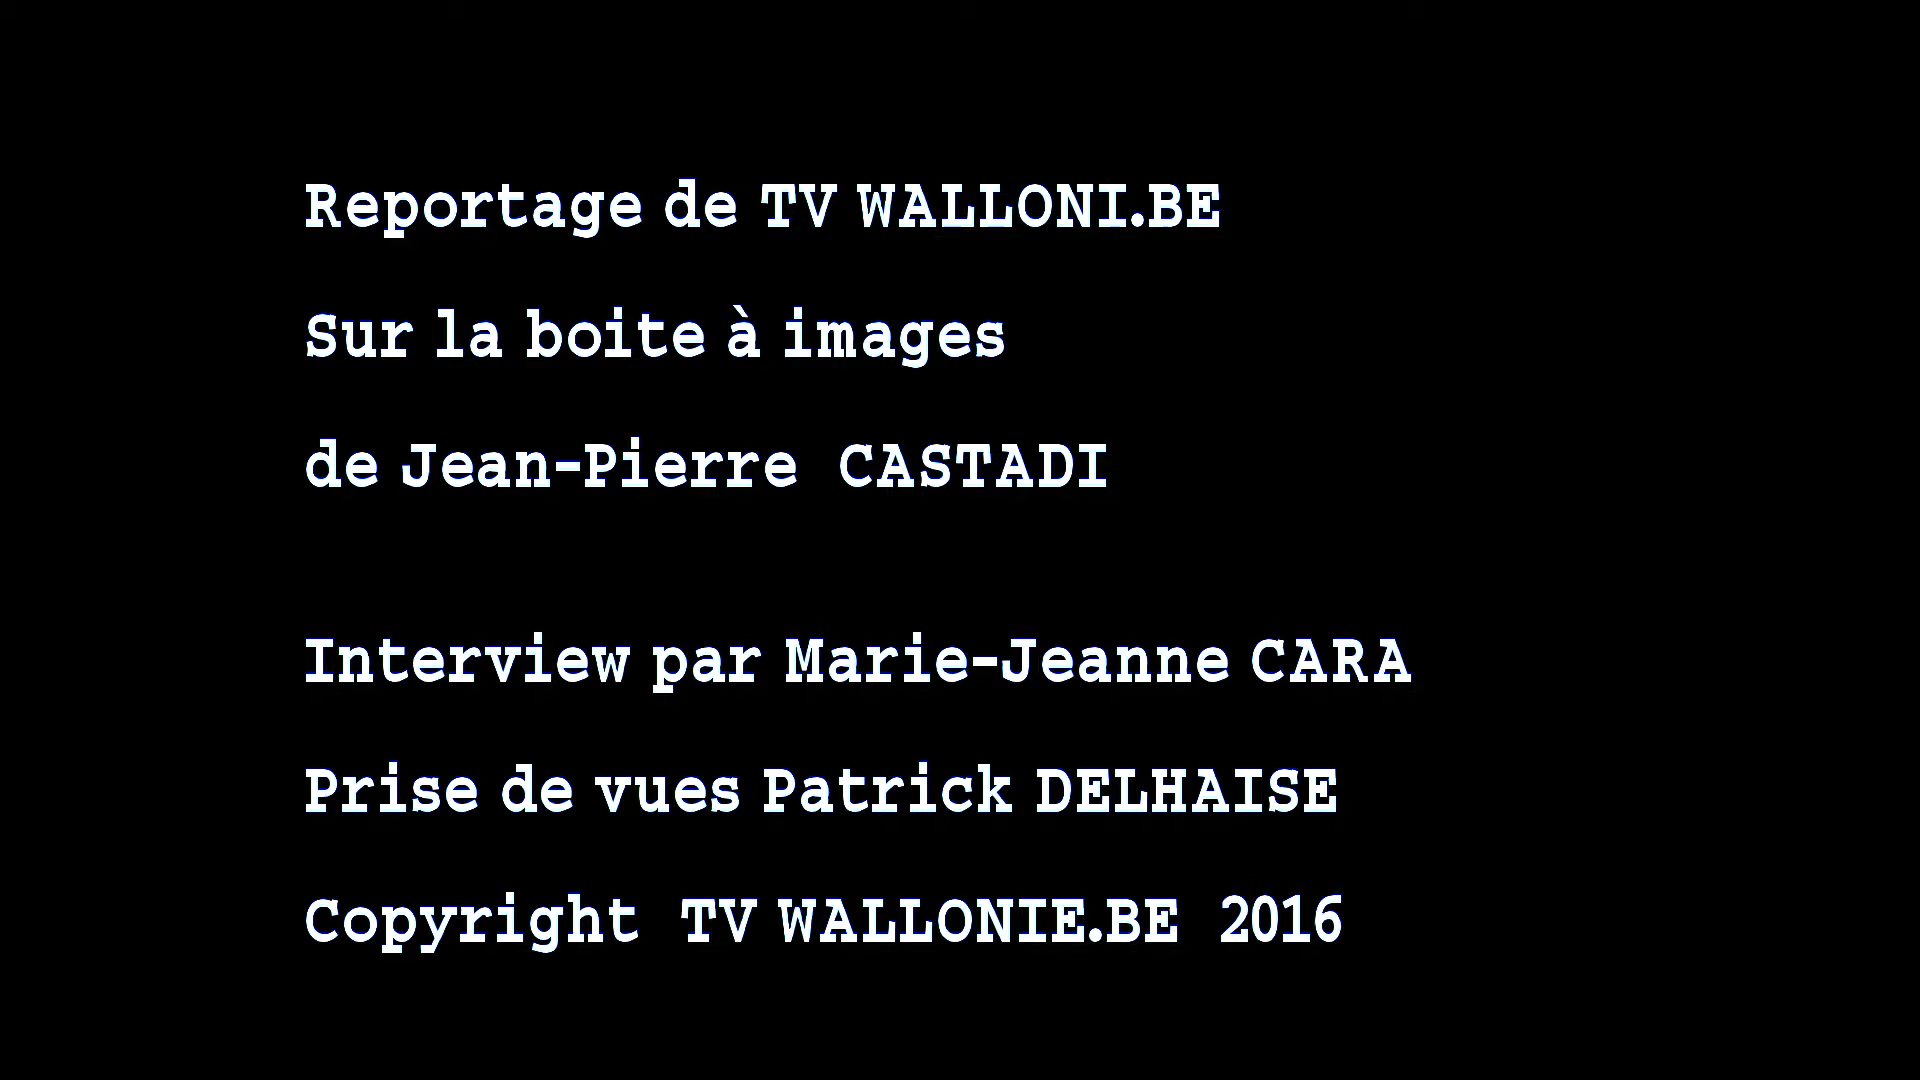 Reportage de TV WALLONI.BE
Sur la boite à images
de Jean-Pierre CASTADI
Interview par Marie-Jeanne CARA
Prise de vues Patrick DELHAISE
Copyright TV WALLONIE.BE 2016